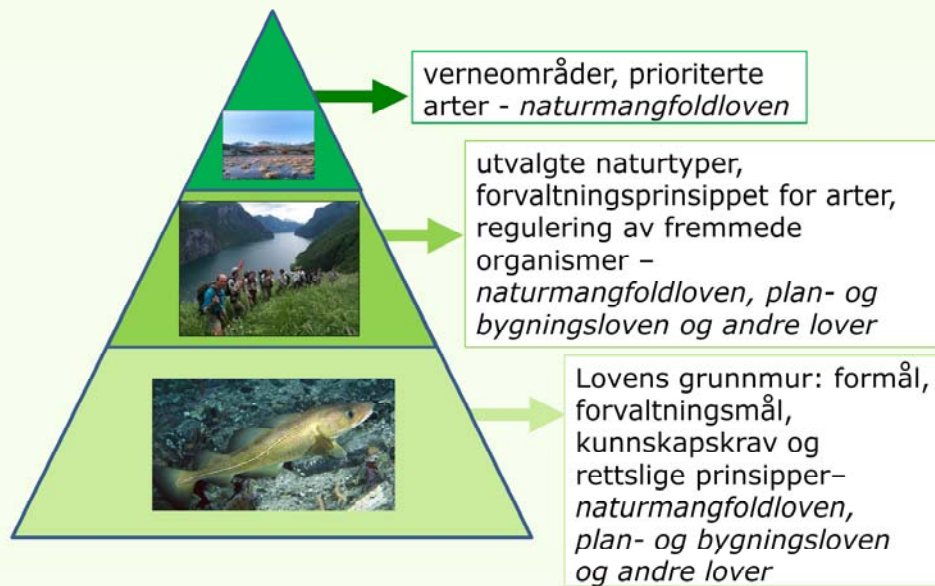 verneområder, prioriterte
arter - naturmangfoldloven
utvalgte naturtyper,
forvaltningsprinsippet for arter,
regulering av fremmede
organismer –
naturmangfoldloven, plan- og
bygningsloven og andre lover
Lovens grunnmur: formål,
forvaltningsmål,
kunnskapskrav og
rettslige prinsipper–
naturmangfoldloven,
plan- og bygningsloven
og andre lover